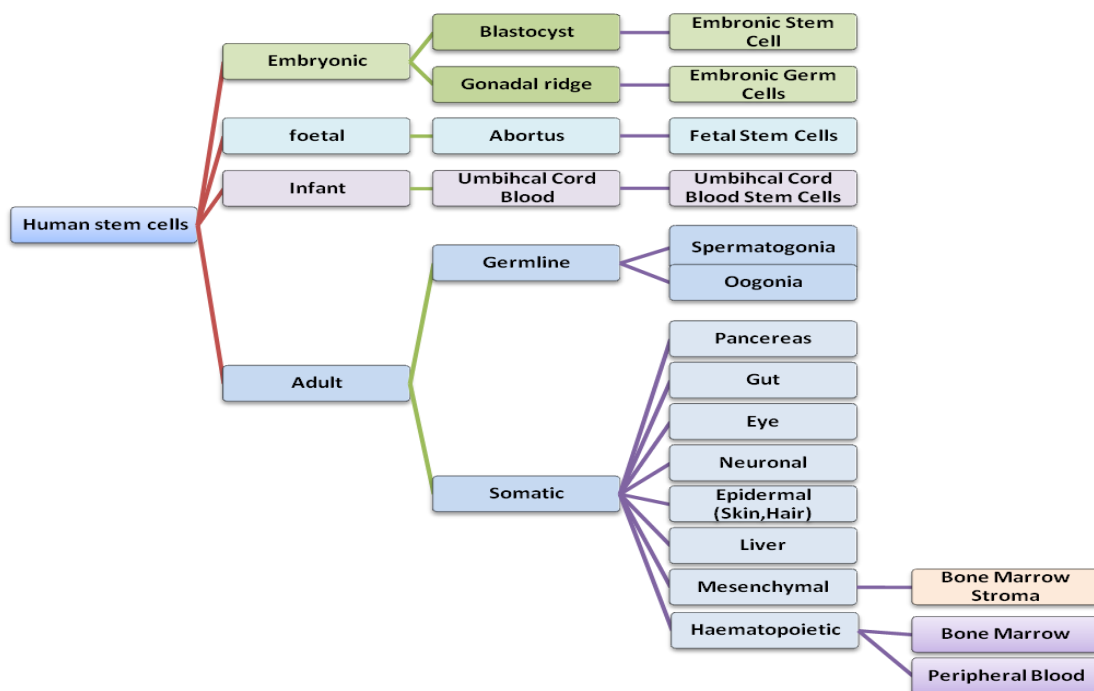 Human stem cells
Embryonic
Blastocyst
Embronic Stem
Cell
Gonadal ridge
Embronic Germ
Cells
foetal
Abortus
Fetal Stem Cells
Infant
Umbihcal Cord
Blood
Umbihcal Cord
Blood Stem Cells
Adult
Germline
Spermatogonia
Oogonia
Somatic
Pancereas
Gut
Eye
Neuronal
Epidermal
(Skin,Hair)
Liver
Mesenchymal
Bone Marrow
Stroma
Haematopoietic
Bone Marrow
Peripheral Blood